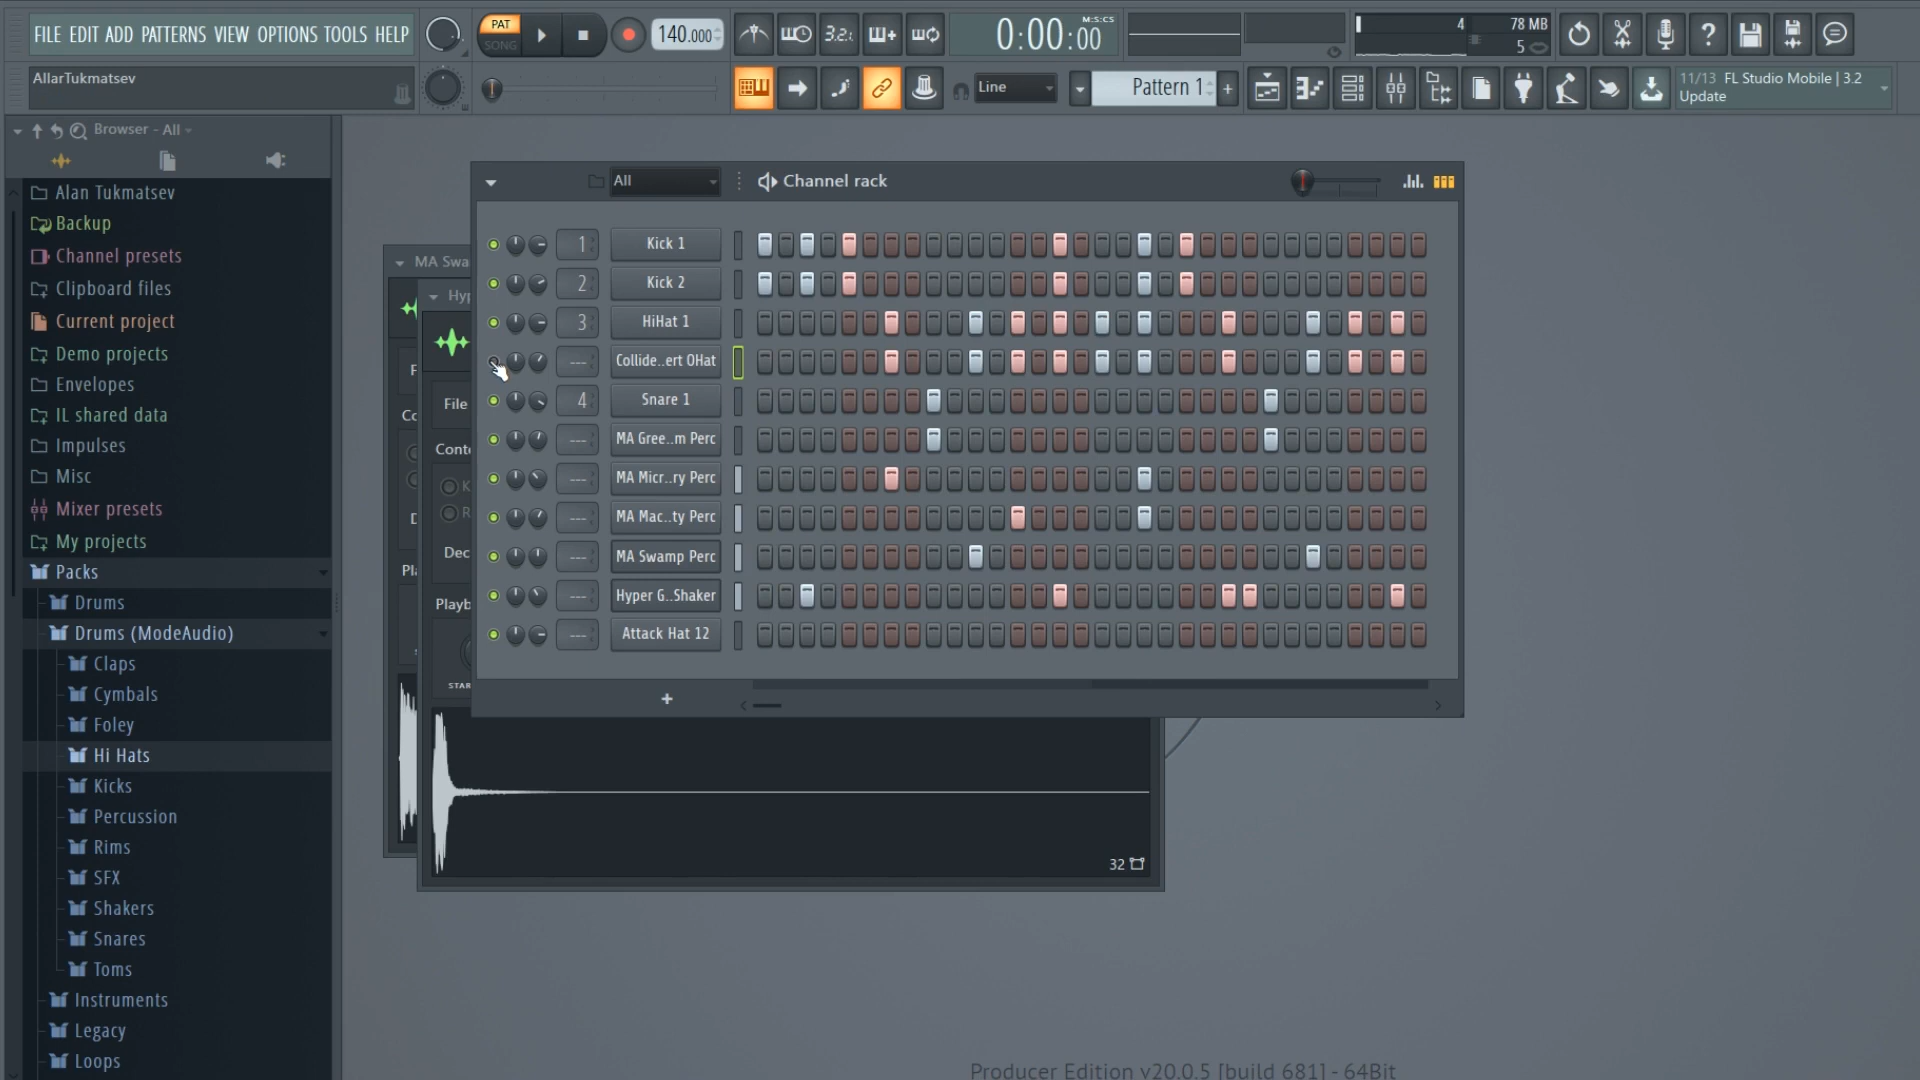 FILE EDIT ADD PATTERNS VIEW OPTIONS TOOLS HELP
PAT
SONG
140.000
3.2
0:00:00
M:S:CS
4
78 MB
5
AllarTukmatsev
Line
Pattern 1
+
11/13 FL Studio Mobile | 3.2
Update
Browser - All
Alan Tukmatsev
Backup
Channel presets
Clipboard files
Current project
Demo projects
Envelopes
IL shared data
Impulses
Misc
Mixer presets
My projects
Packs
Drums
Drums (ModeAudio)
Claps
Cymbals
Foley
Hi Hats
Kicks
Percussion
Rims
SFX
Shakers
Snares
Toms
Instruments
Legacy
Loops
MA Swa
Hyp
File
Conte
Dec
Playb
STAR
32
All
Channel rack
1 Kick 1
2 Kick 2
3 HiHat 1
--- Collide..ert OHat
4 Snare 1
--- MA Gree..m Perc
--- MA Micr..ry Perc
--- MA Mac..ty Perc
--- MA Swamp Perc
--- Hyper G..Shaker
--- Attack Hat 12
+
Producer Edition v20.0.5 [build 681] - 64Bit